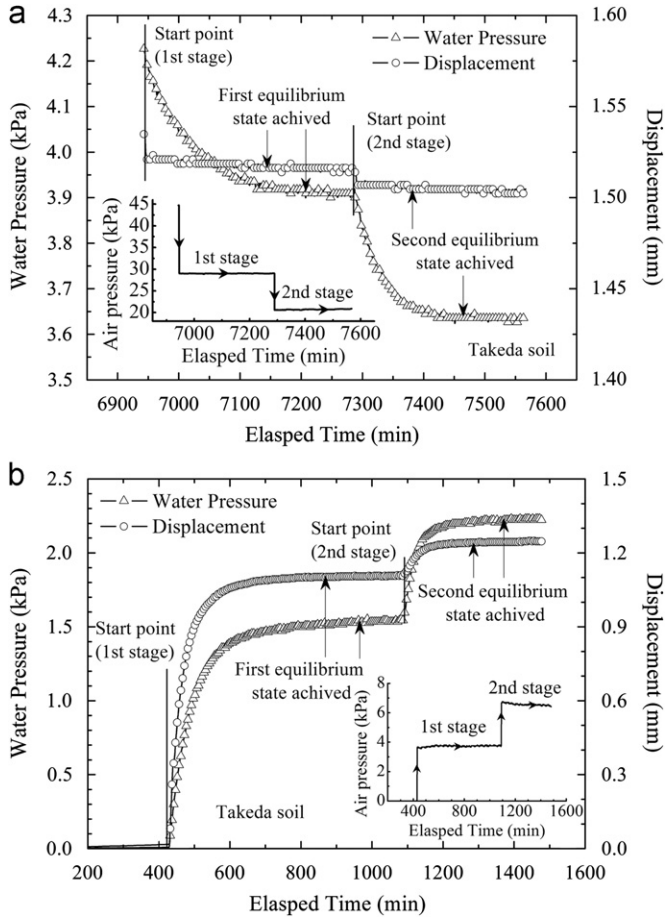 a
4.3
4.2
4.1
4.0
3.9
3.8
3.7
3.6
3.5
Water Pressure (kPa)
Start point
(1st stage)
Water Pressure
Displacement
First equilibrium
state achived
Start point
(2nd stage)
Second equilibrium
state achived
Takeda soil
1.60
1.55
1.50
1.45
1.40
Displacement (mm)
45
40
35
30
25
20
Air pressure (kPa)
1st stage
2nd stage
7000 7200 7400 7600
Elasped Time (min)
6900 7000 7100 7200 7300 7400 7500 7600
Elasped Time (min)
b
2.5
2.0
1.5
1.0
0.5
0.0
Water Pressure (kPa)
Water Pressure
Displacement
Start point
(1st stage)
Start point
(2nd stage)
First equilibrium
state achived
Second equilibrium
state achived
Takeda soil
1.5
1.2
0.9
0.6
0.3
0.0
Displacement (mm)
8
6
4
2
0
Air pressure (kPa)
1st stage
2nd stage
400 800 1200 1600
Elasped Time (min)
200 400 600 800 1000 1200 1400 1600
Elasped Time (min)